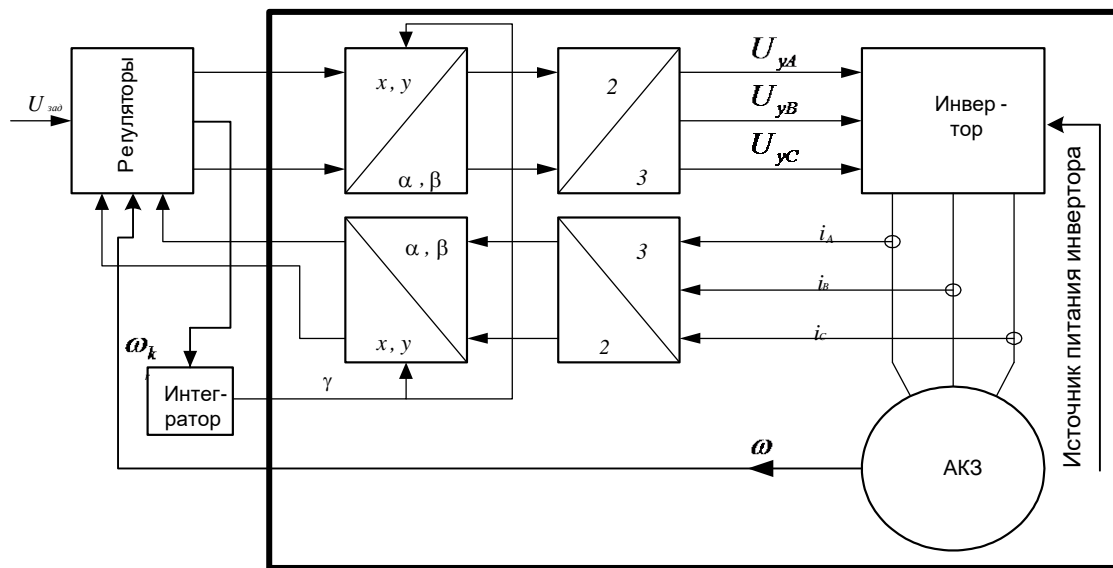 Регуляторы
U зад
x, y
α, β
2
3
U yA
U yB
U yC
Инвер -
тор
Источник питания инвертора
α, β
x, y
3
2
i A
i B
i C
ω k
Интег-
ратор
γ
ω
АКЗ